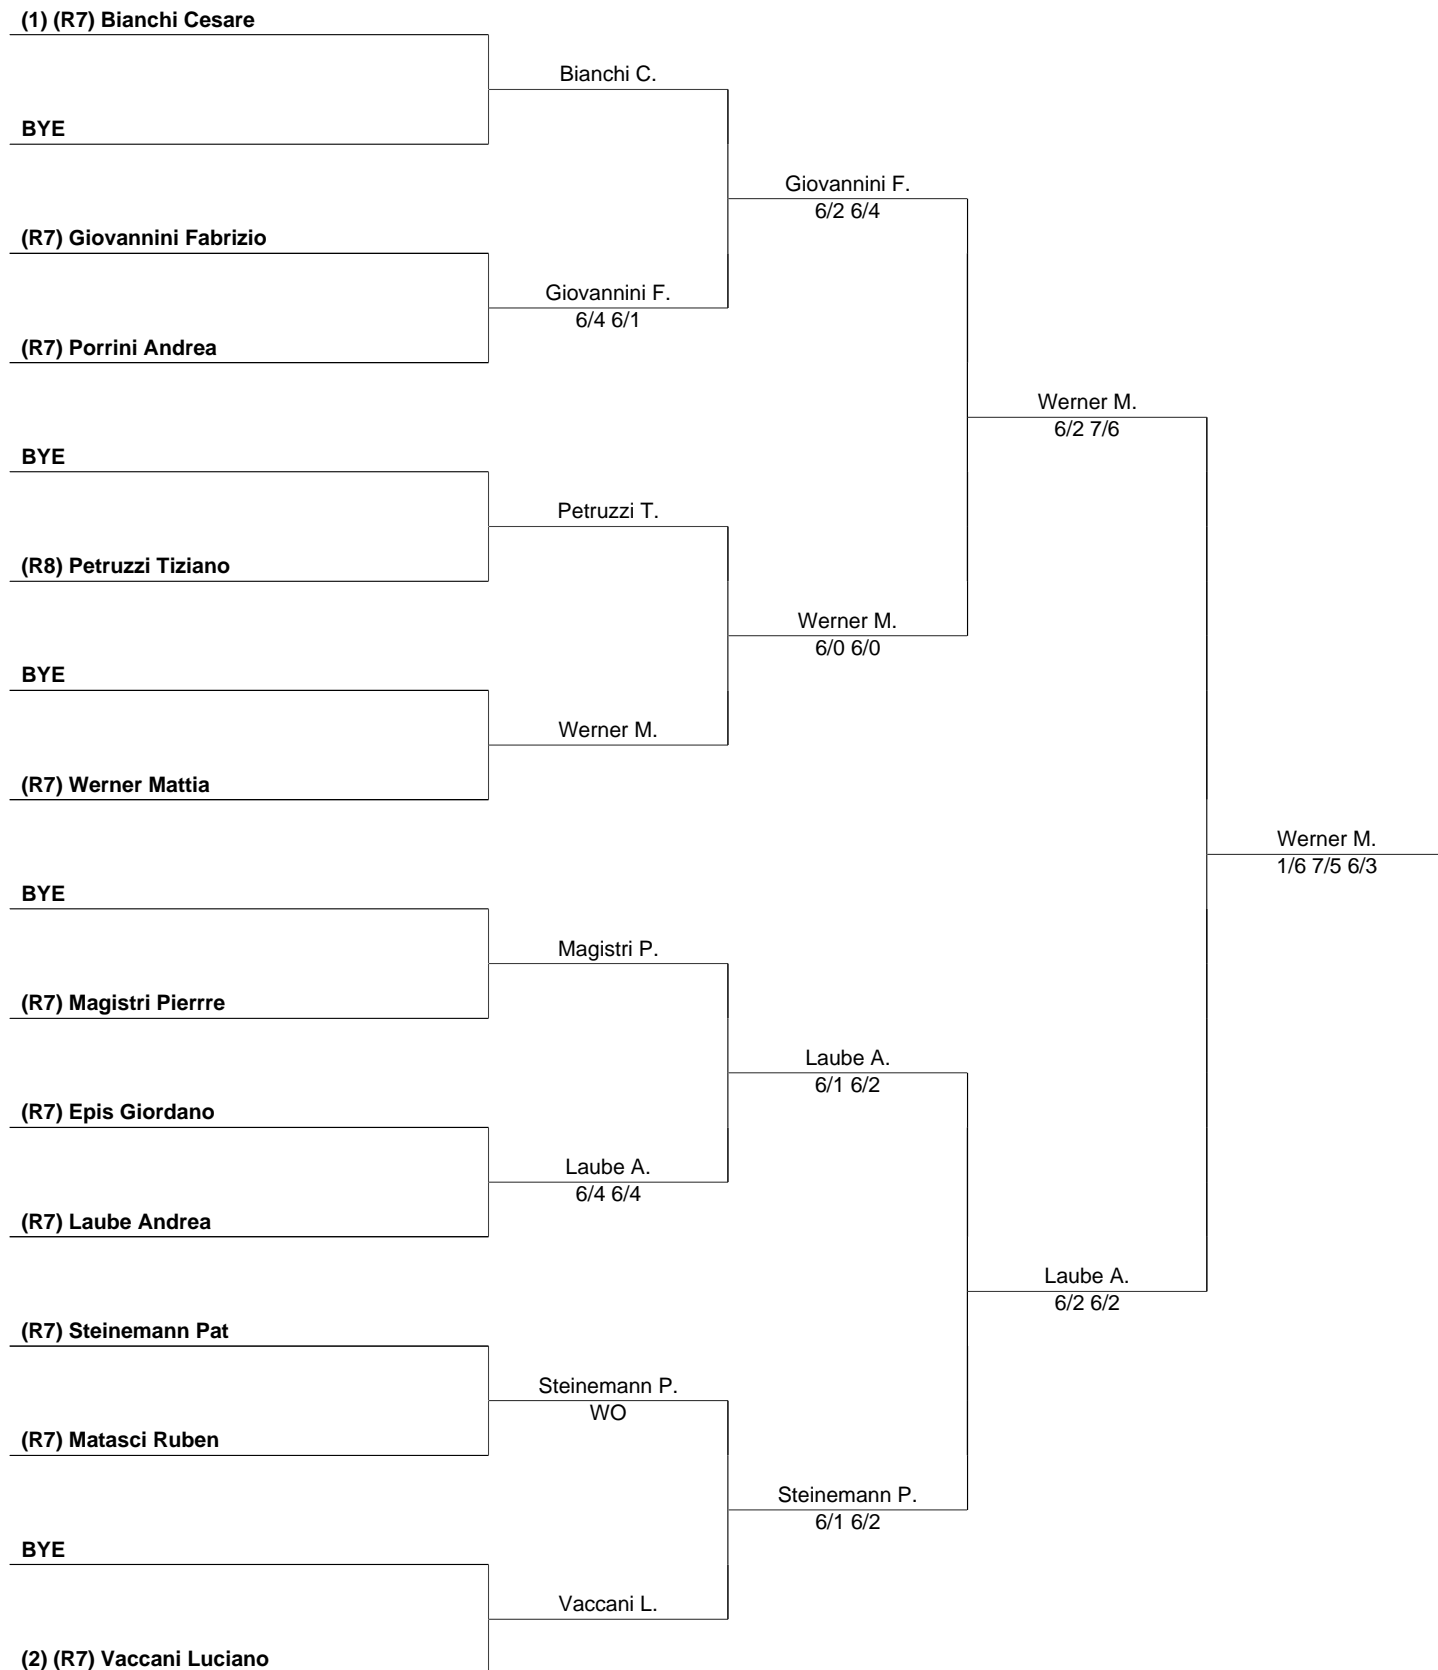 (1) (R7) Bianchi Cesare
Bianchi C.
BYE
Giovannini F.
6/2 6/4
(R7) Giovannini Fabrizio
Giovannini F.
6/4 6/1
(R7) Porrini Andrea
Werner M.
6/2 7/6
BYE
Petruzzi T.
(R8) Petruzzi Tiziano
Werner M.
6/0 6/0
BYE
Werner M.
(R7) Werner Mattia
Werner M.
1/6 7/5 6/3
BYE
Magistri P.
(R7) Magistri Pierrre
Laube A.
6/1 6/2
(R7) Epis Giordano
Laube A.
6/4 6/4
(R7) Laube Andrea
Laube A.
6/2 6/2
(R7) Steinemann Pat
Steinemann P.
WO
(R7) Matasci Ruben
Steinemann P.
6/1 6/2
BYE
Vaccani L.
(2) (R7) Vaccani Luciano